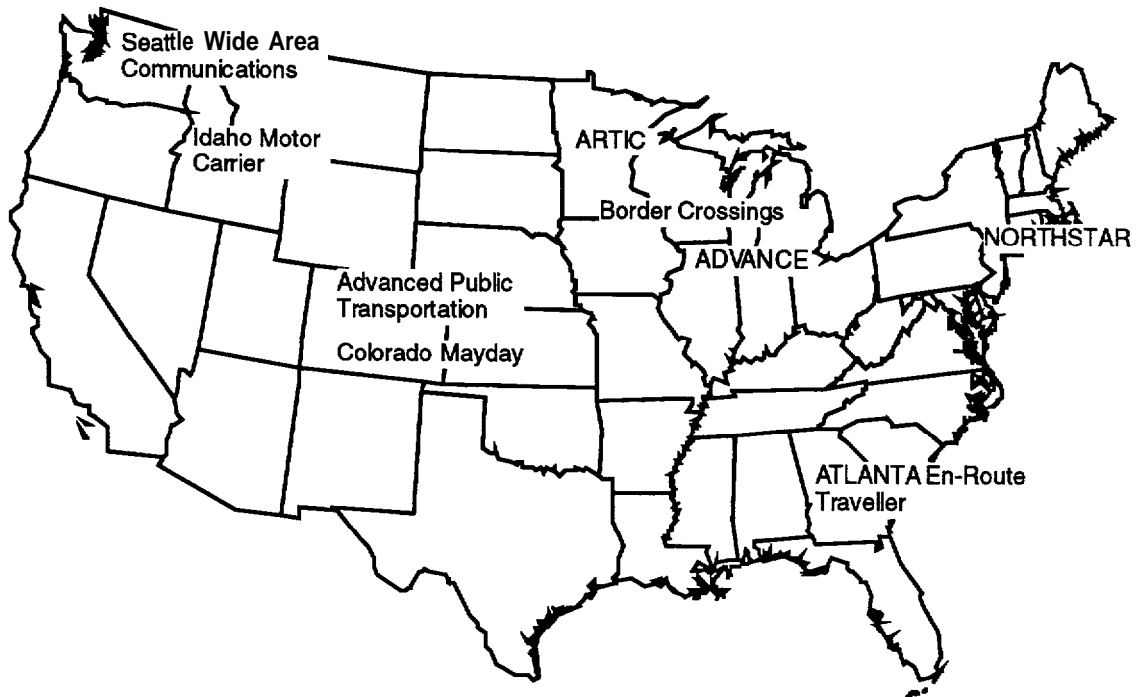 Seattle Wide Area
Communications
Idaho Motor
Carrier
ARTIC
Border Crossings
NORTHSTAR
ADVANCE
Advanced Public
Transportation
Colorado Mayday
ATLANTA En-Route
Traveller